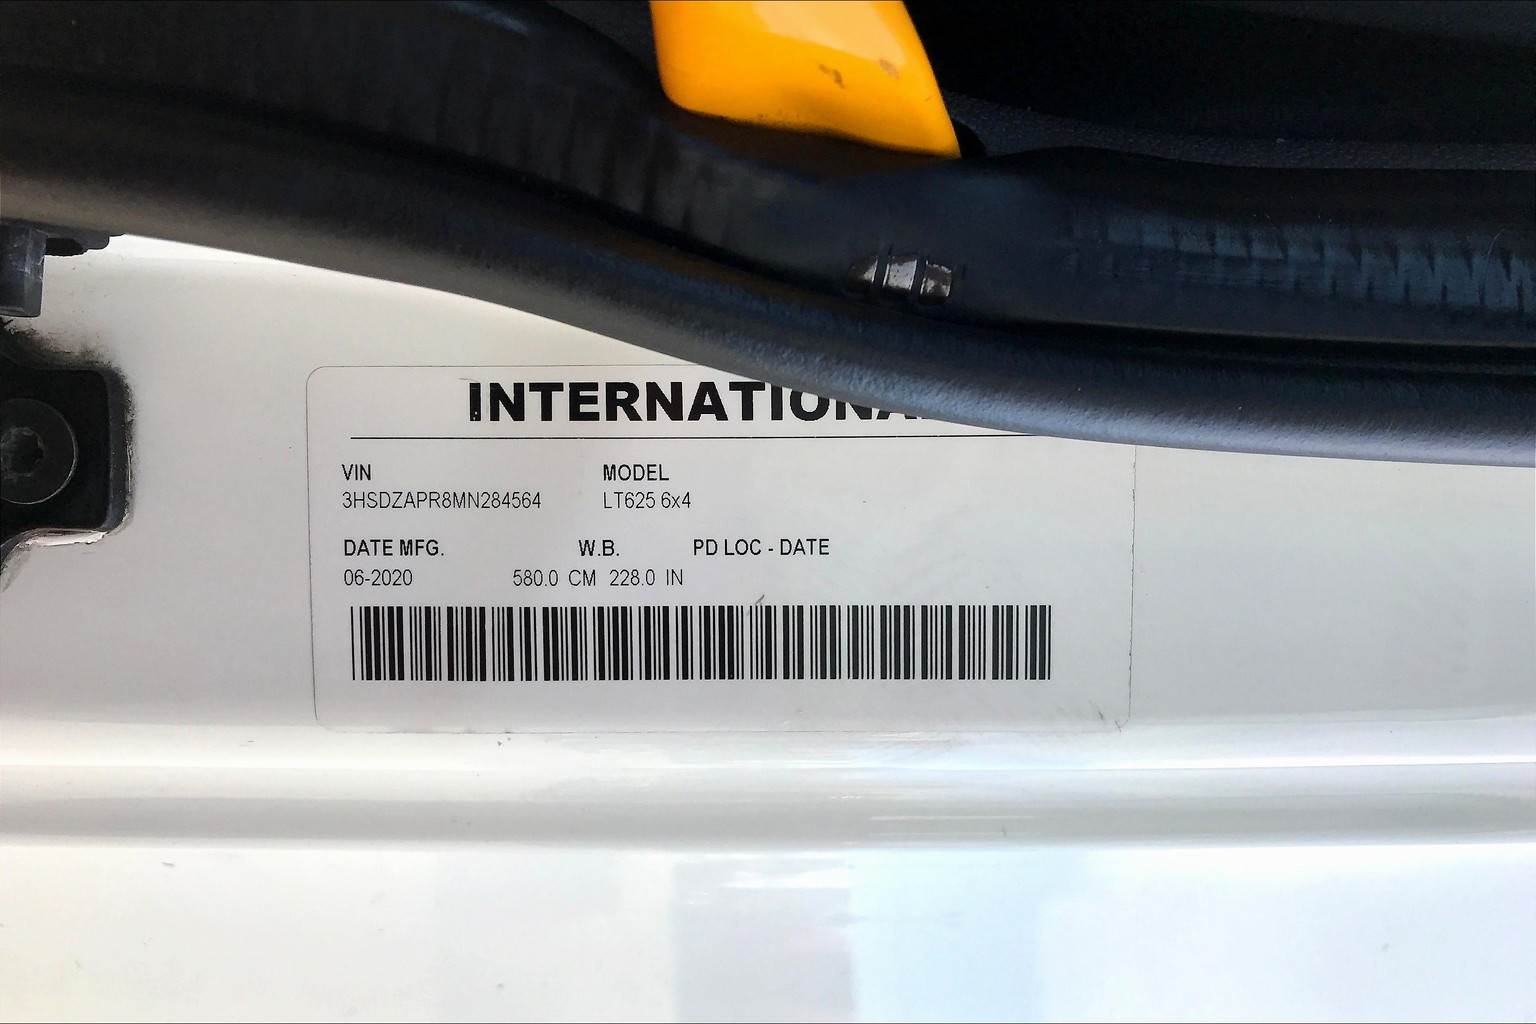 INTERNATIONA
VIN MODEL
3HSDZAPR8MN284564 LT625 6x4
DATE MFG. W.B. PD LOC - DATE
06-2020 580.0 CM 228.0 IN